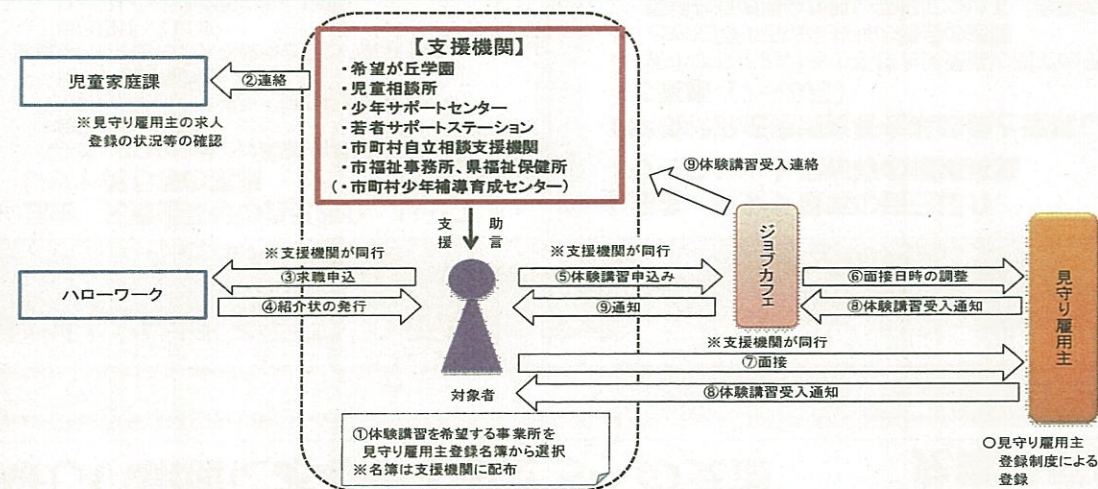 【支援機関】
・希望が丘学園
・児童相談所
・少年サポートセンター
・若者サポートステーション
・市町村自立相談支援機関
・市福祉事務所、県福祉保健所
(・市町村少年補導育成センター)
児童家庭課
②連絡
※見守り雇用主の求人
登録の状況等の確認
⑨体験講習受入連絡
支援
助言
※支援機関が同行
③求職申込
ハローワーク
④紹介状の発行
※支援機関が同行
⑤体験講習申込み
⑨通知
ジョブカフェ
⑥面接日時の調整
⑧体験講習受入通知
見守り雇用主
※支援機関が同行
⑦面接
⑧体験講習受入通知
対象者
①体験講習を希望する事業所を
見守り雇用主登録名簿から選択
※名簿は支援機関に配布
〇見守り雇用主
登録制度による
登録